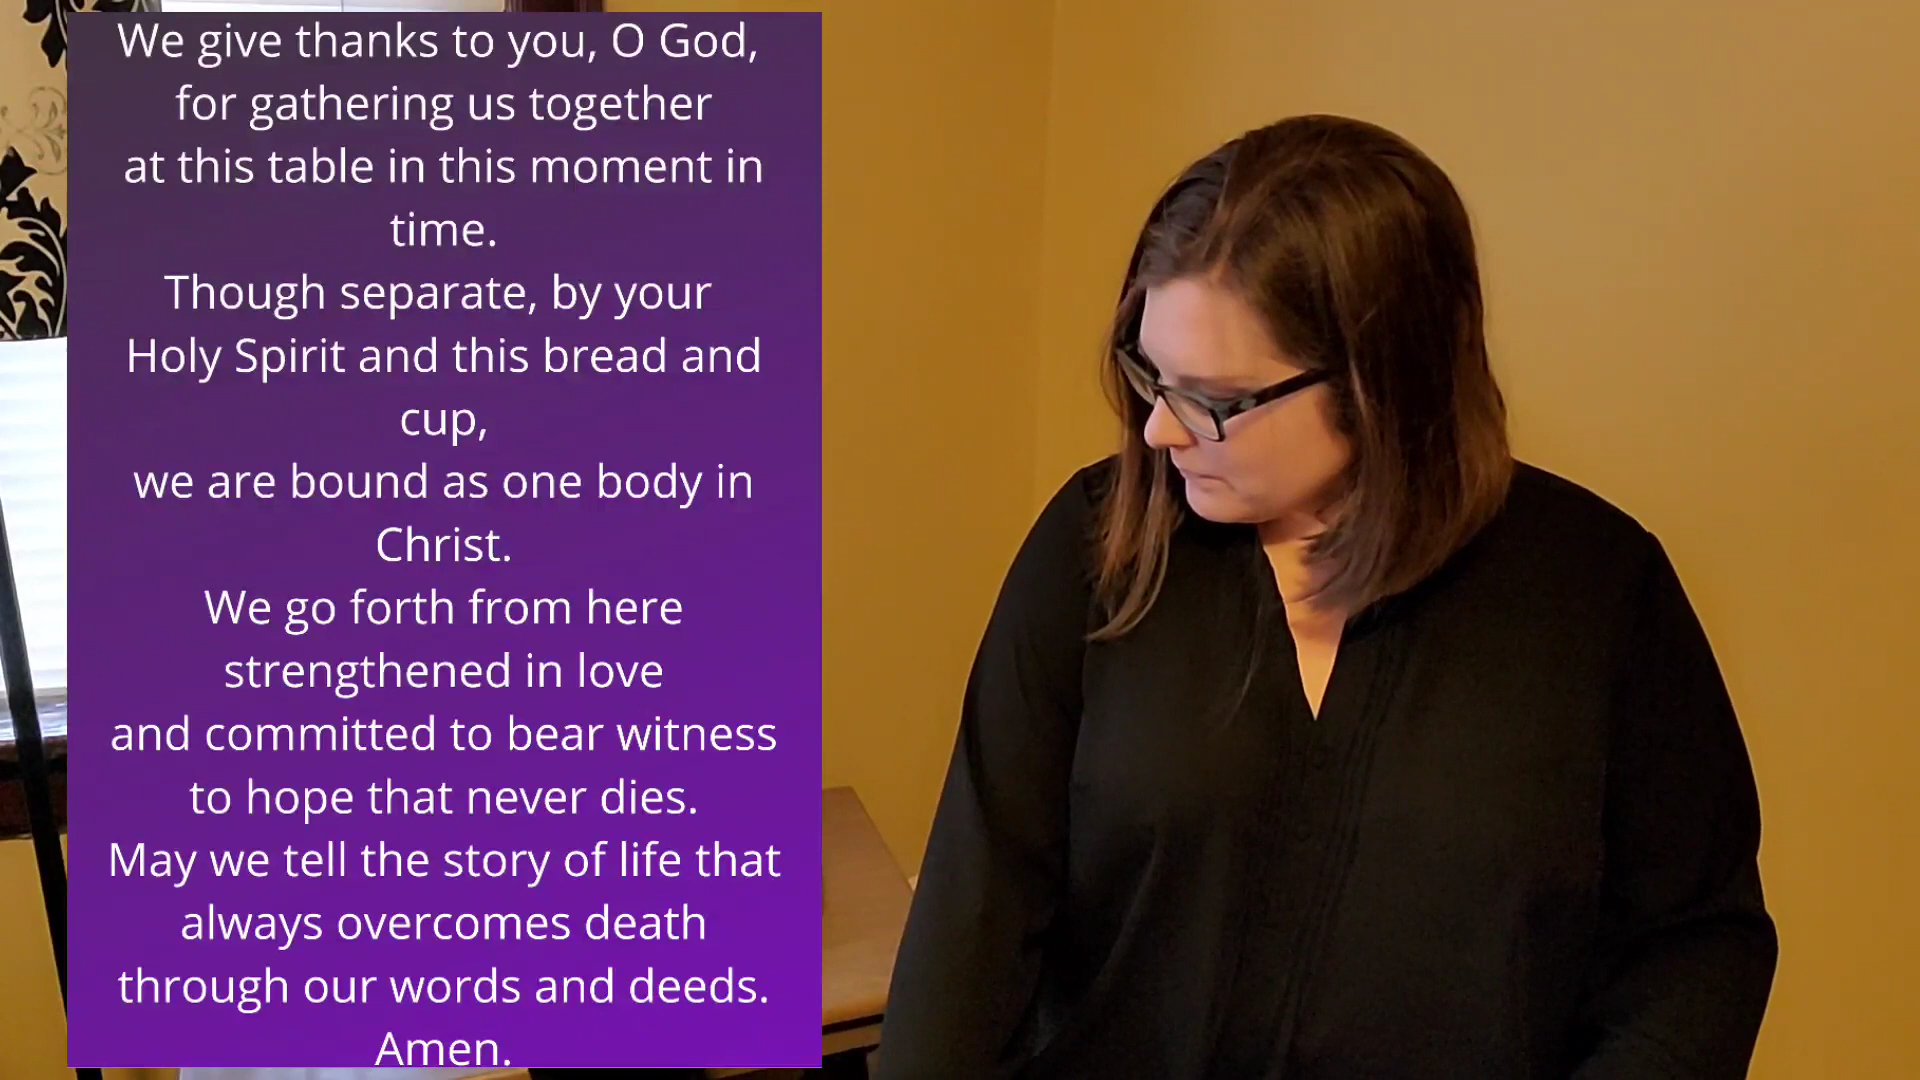 We give thanks to you, O God,
for gathering us together
at this table in this moment in
time.
Though separate, by your
Holy Spirit and this bread and
cup,
we are bound as one body in
Christ.
We go forth from here
strengthened in love
and committed to bear witness
to hope that never dies.
May we tell the story of life that
always overcomes death
through our words and deeds.
Amen.